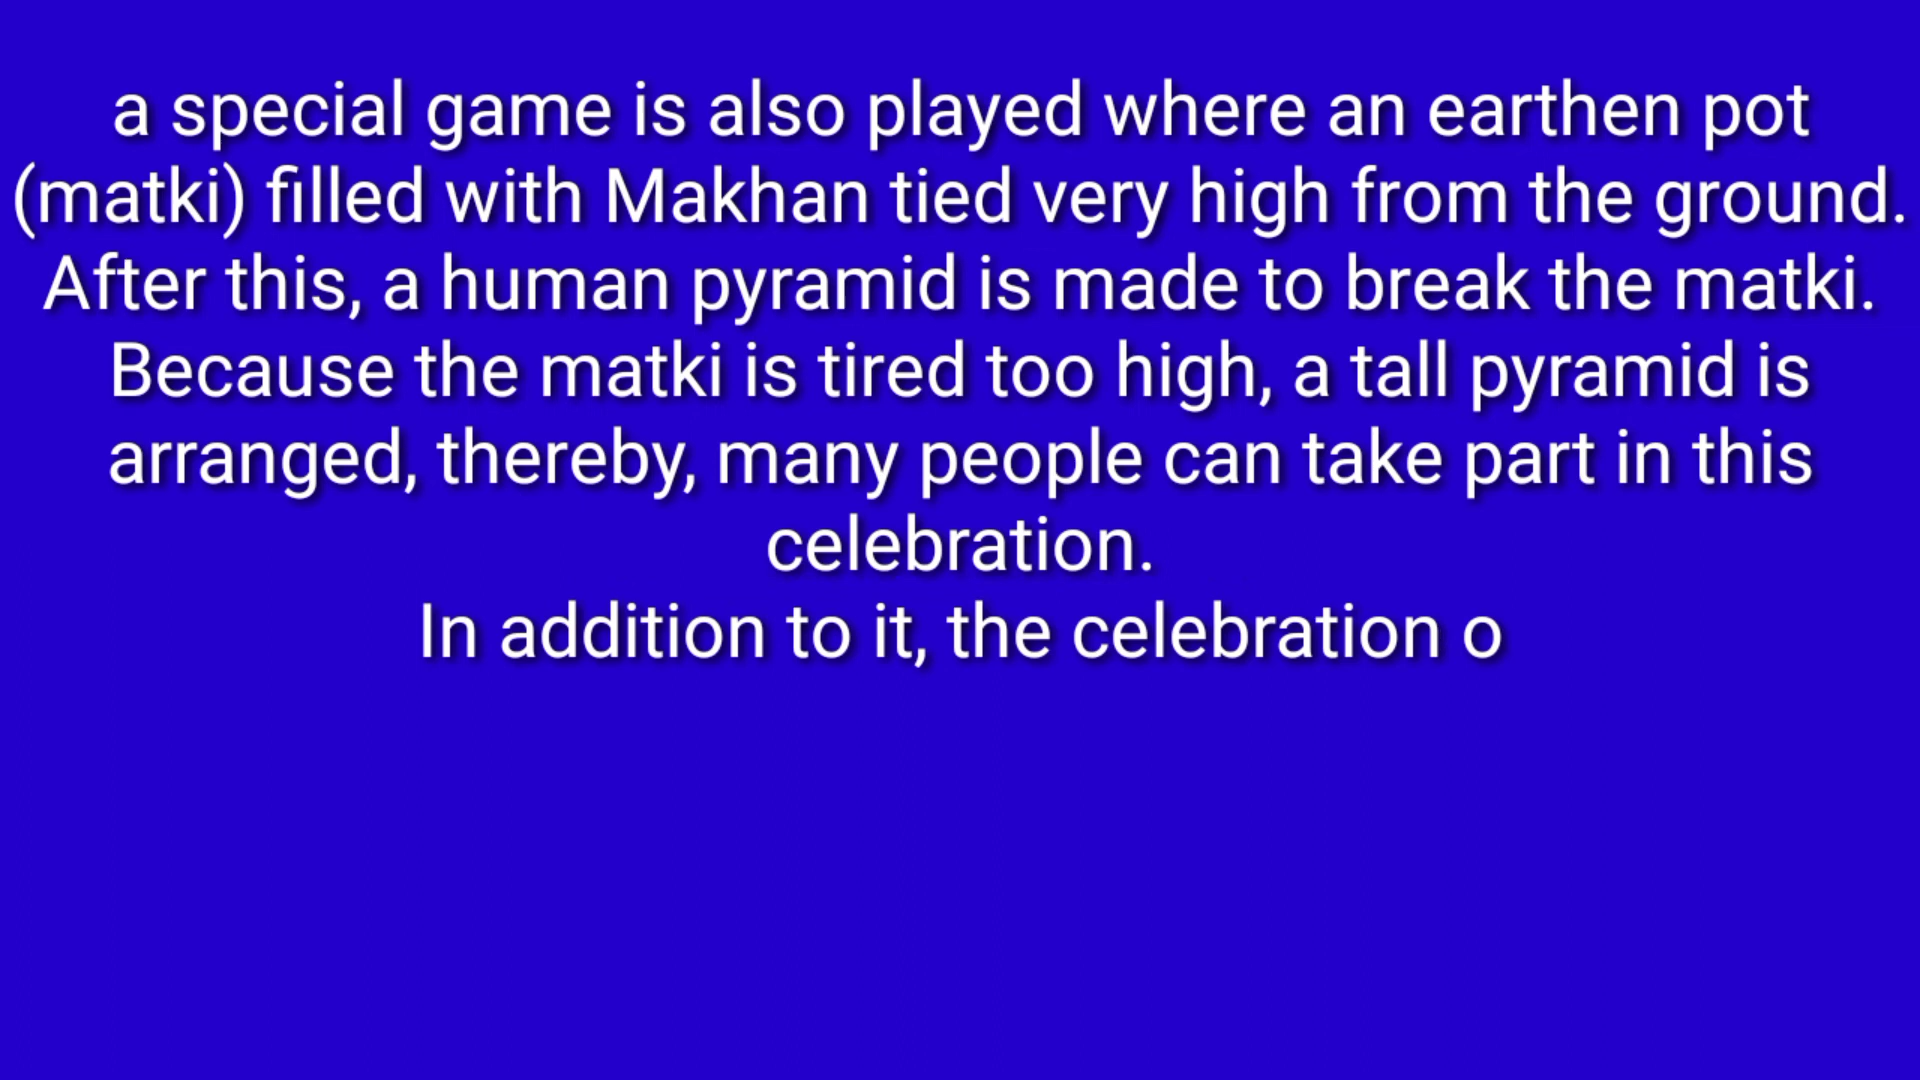 a special game is also played where an earthen pot
(matki) filled with Makhan tied very high from the ground.
After this, a human pyramid is made to break the matki.
Because the matki is tired too high, a tall pyramid is
arranged, thereby, many people can take part in this
celebration.
In addition to it, the celebration o